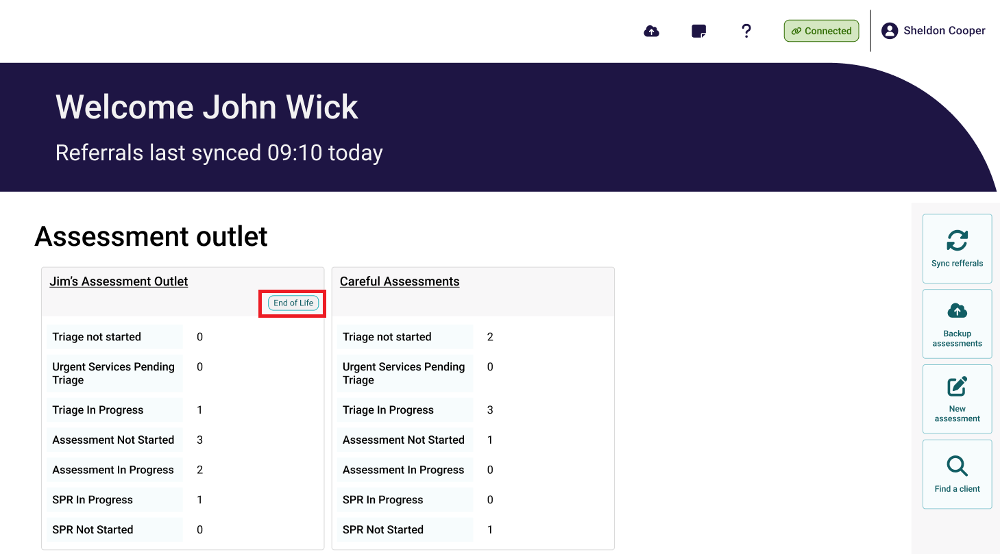 Connected
Sheldon Cooper
Welcome John Wick
Referrals last synced 09:10 today
Assessment outlet
Jim’s Assessment Outlet
End of Life
Triage not started 0
Urgent Services Pending 0
Triage
Triage In Progress 1
Assessment Not Started 3
Assessment In Progress 2
SPR In Progress 1
SPR Not Started 0
Careful Assessments
Triage not started 2
Urgent Services Pending 0
Triage
Triage In Progress 3
Assessment Not Started 1
Assessment In Progress 0
SPR In Progress 0
SPR Not Started 1
Sync refferals
Backup
assessments
New
assessment
Find a client